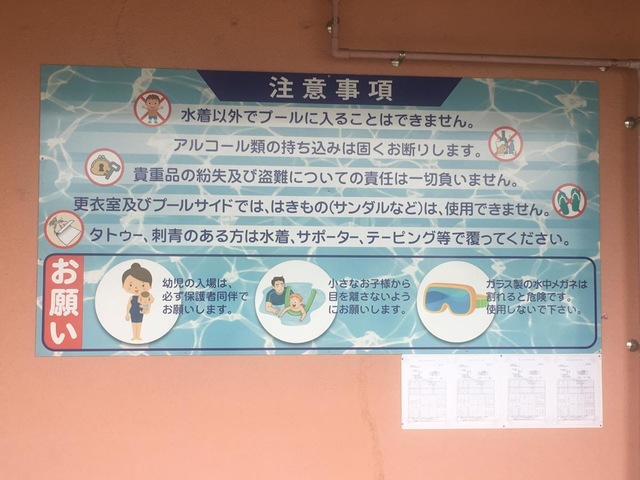 注意事項
水着以外でプールに入ることはできません。
アルコール類の持ち込みは固くお断りします。
貴重品の紛失及び盗難についての責任は一切負いません。
更衣室及びプールサイドでは、はきもの(サンダルなど)は、使用できません。
タトゥー、刺青のある方は水着、サポーター、テーピング等で覆ってください。
お願い
幼児の入場は、
必ず保護者同伴で
お願いします。
小さなお子様から
目を離さないよう
にお願いします。
ガラス製の水中メガネは
割れると危険です。
使用しないで下さい。